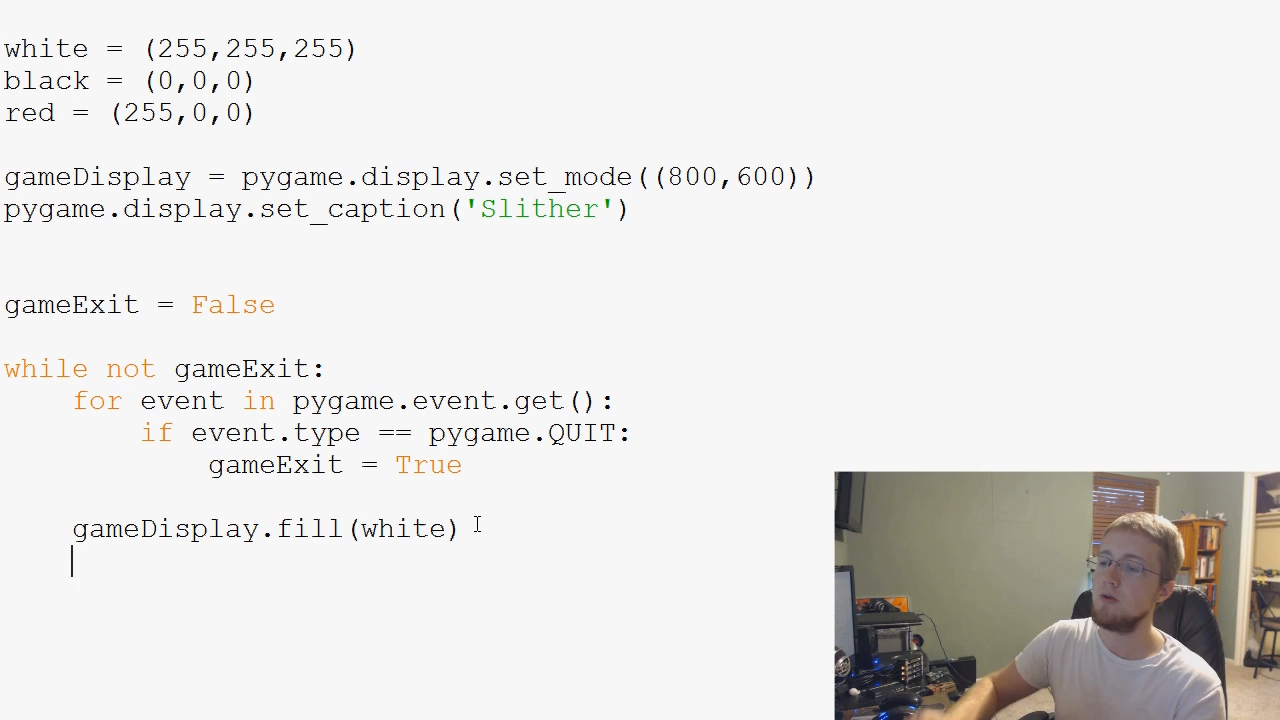 white = (255,255,255)
black = (0,0,0)
red = (255,0,0)
gameDisplay = pygame.display.set_mode((800,600))
pygame.display.set_caption('Slither')
gameExit = False
while not gameExit:
    for event in pygame.event.get():
        if event.type == pygame.QUIT:
            gameExit = True
    gameDisplay.fill(white)